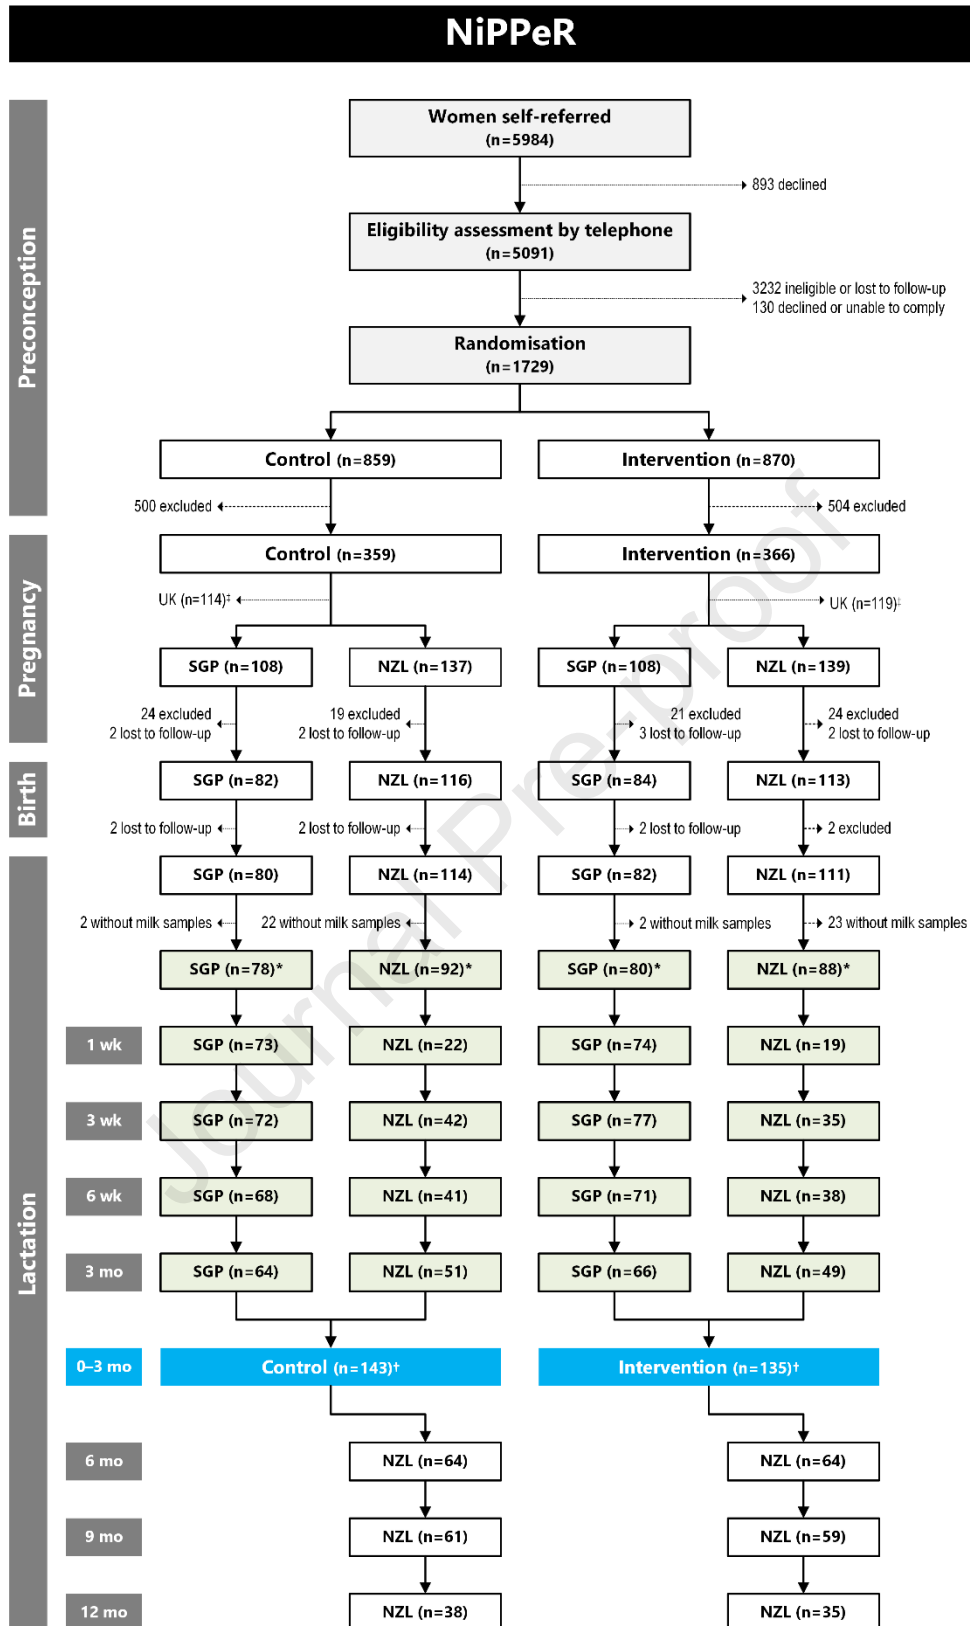 NiPPeR
Preconception
Women self-referred
(n=5984)
893 declined
Eligibility assessment by telephone
(n=5091)
3232 ineligible or lost to follow-up
130 declined or unable to comply
Randomisation
(n=1729)
Control (n=859)
Intervention (n=870)
500 excluded
504 excluded
Pregnancy
Control (n=359)
Intervention (n=366)
UK (n=114)‡
UK (n=119)‡
SGP (n=108)
NZL (n=137)
SGP (n=108)
NZL (n=139)
24 excluded
2 lost to follow-up
19 excluded
2 lost to follow-up
21 excluded
3 lost to follow-up
24 excluded
2 lost to follow-up
Birth
SGP (n=82)
NZL (n=116)
SGP (n=84)
NZL (n=113)
2 lost to follow-up
2 lost to follow-up
2 lost to follow-up
2 excluded
Lactation
SGP (n=80)
NZL (n=114)
SGP (n=82)
NZL (n=111)
2 without milk samples
22 without milk samples
2 without milk samples
23 without milk samples
SGP (n=78)*
NZL (n=92)*
SGP (n=80)*
NZL (n=88)*
1 wk
SGP (n=73)
NZL (n=22)
SGP (n=74)
NZL (n=19)
3 wk
SGP (n=72)
NZL (n=42)
SGP (n=77)
NZL (n=35)
6 wk
SGP (n=68)
NZL (n=41)
SGP (n=71)
NZL (n=38)
3 mo
SGP (n=64)
NZL (n=51)
SGP (n=66)
NZL (n=49)
0–3 mo
Control (n=143)†
Intervention (n=135)†
6 mo
NZL (n=64)
NZL (n=64)
9 mo
NZL (n=61)
NZL (n=59)
12 mo
NZL (n=38)
NZL (n=35)
Journal Pre-proof